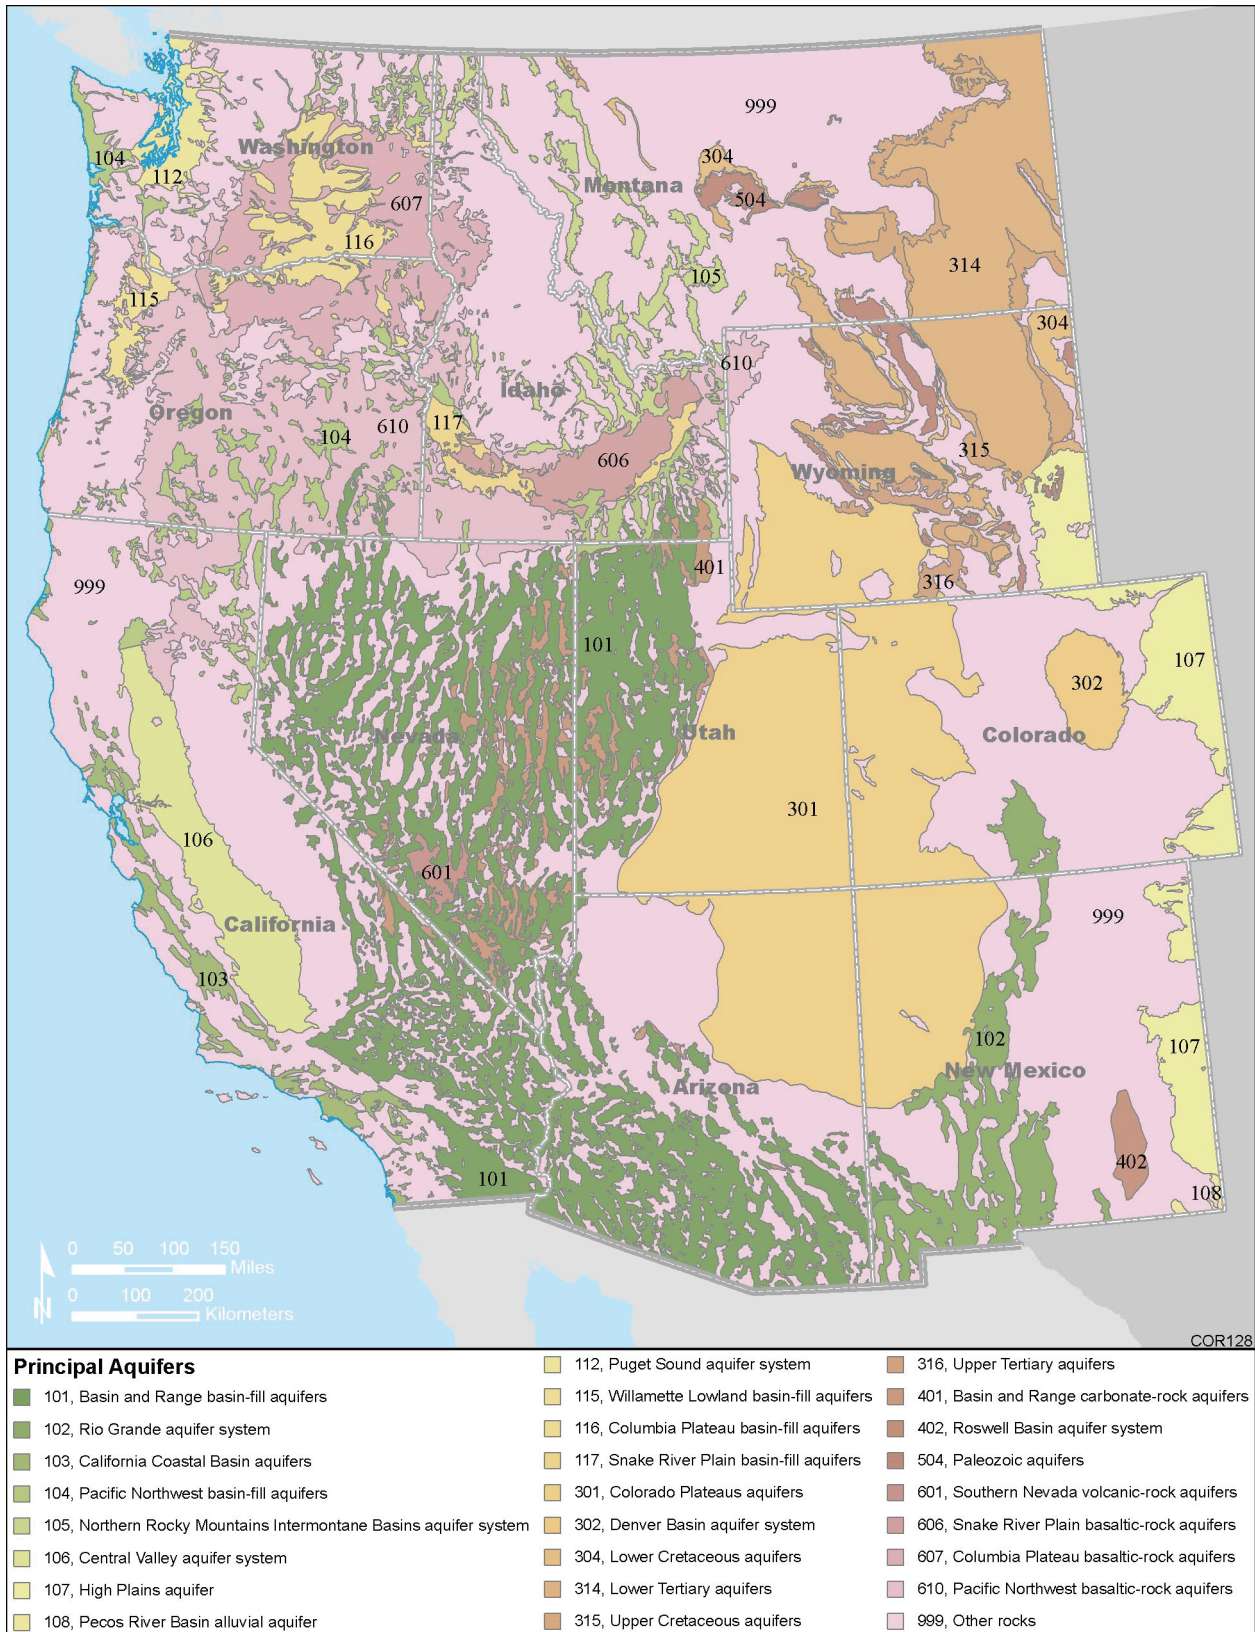 999
304
Washington
104
112
Montana
504
607
116
105
314
115
304
610
Idaho
Oregon
117
104
610
315
606
Wyoming
401
316
999
101
107
302
Nevada
Utah
Colorado
301
106
601
999
California
103
102
107
New Mexico
Arizona
402
101
108
0 50 100 150
Miles
0 100 200
Kilometers
N
COR128
Principal Aquifers
101, Basin and Range basin-fill aquifers
102, Rio Grande aquifer system
103, California Coastal Basin aquifers
104, Pacific Northwest basin-fill aquifers
105, Northern Rocky Mountains Intermontane Basins aquifer system
106, Central Valley aquifer system
107, High Plains aquifer
108, Pecos River Basin alluvial aquifer
112, Puget Sound aquifer system
115, Willamette Lowland basin-fill aquifers
116, Columbia Plateau basin-fill aquifers
117, Snake River Plain basin-fill aquifers
301, Colorado Plateaus aquifers
302, Denver Basin aquifer system
304, Lower Cretaceous aquifers
314, Lower Tertiary aquifers
315, Upper Cretaceous aquifers
316, Upper Tertiary aquifers
401, Basin and Range carbonate-rock aquifers
402, Roswell Basin aquifer system
504, Paleozoic aquifers
601, Southern Nevada volcanic-rock aquifers
606, Snake River Plain basaltic-rock aquifers
607, Columbia Plateau basaltic-rock aquifers
610, Pacific Northwest basaltic-rock aquifers
999, Other rocks